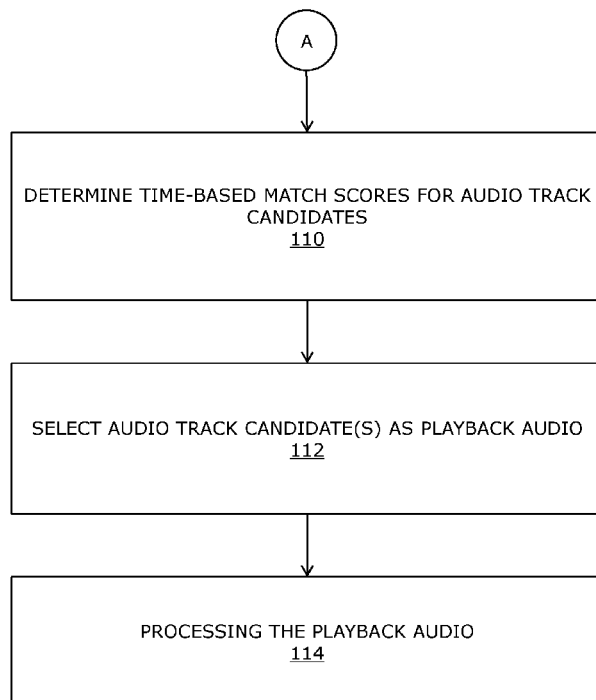 A
DETERMINE TIME-BASED MATCH SCORES FOR AUDIO TRACK
CANDIDATES
110
SELECT AUDIO TRACK CANDIDATE(S) AS PLAYBACK AUDIO
112
PROCESSING THE PLAYBACK AUDIO
114